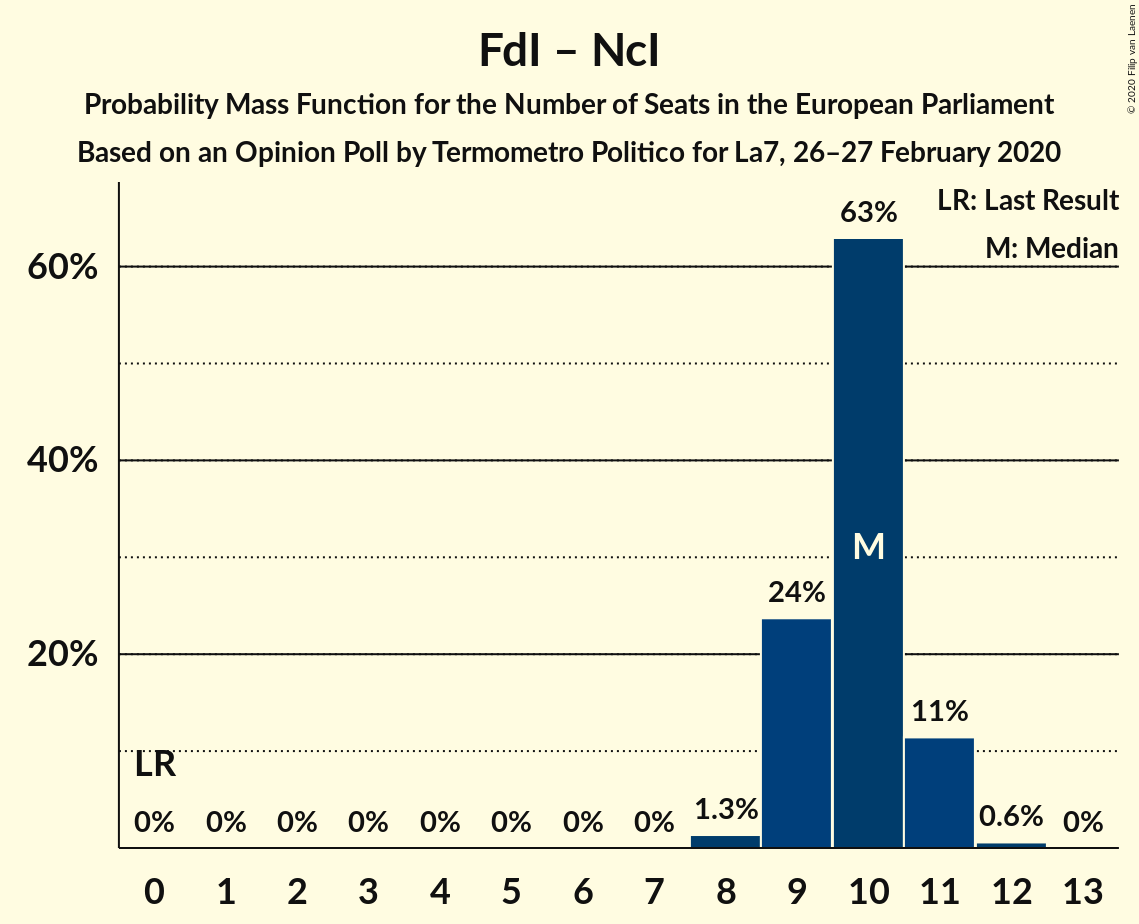 FdI – NcI
Probability Mass Function for the Number of Seats in the European Parliament
Based on an Opinion Poll by Termometro Politico for La7, 26–27 February 2020
© 2020 Filip van Laenen
LR: Last Result
M: Median
60%
40%
20%
63%
M
24%
11%
LR
0% 0% 0% 0% 0% 0% 0% 0% 1.3% 0.6% 0%
0 1 2 3 4 5 6 7 8 9 10 11 12 13